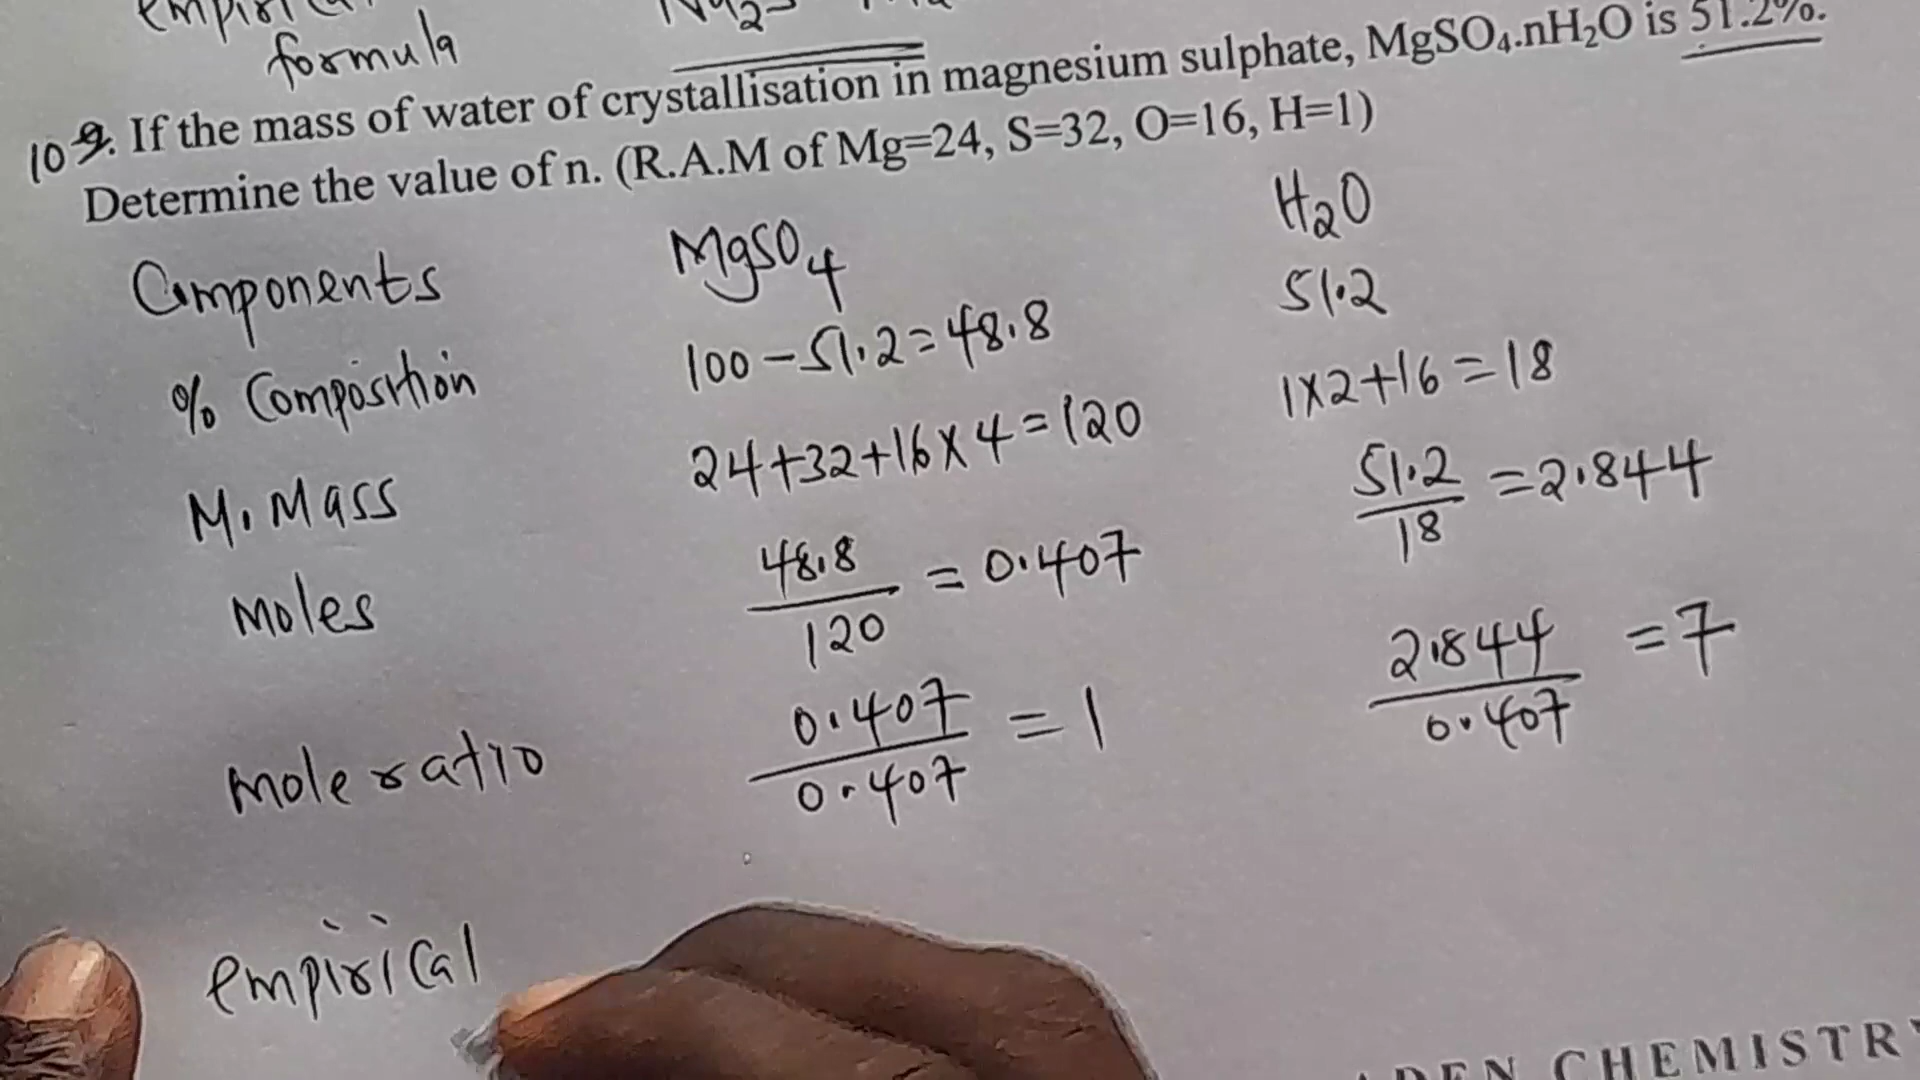 formula
10 9. If the mass of water of crystallisation in magnesium sulphate, MgSO₄.nH₂O is 51.2%.
Determine the value of n. (R.A.M of Mg=24, S=32, O=16, H=1)
Components MgSO₄ H₂O
% Composition 100 - 51.2 = 48.8 51.2
M. Mass 24+32+16×4 = 120 1×2+16 = 18
Moles 48.8/120 = 0.407 51.2/18 = 2.844
mole ratio 0.407/0.407 = 1 2.844/0.407 = 7
empirical
CHEMISTR